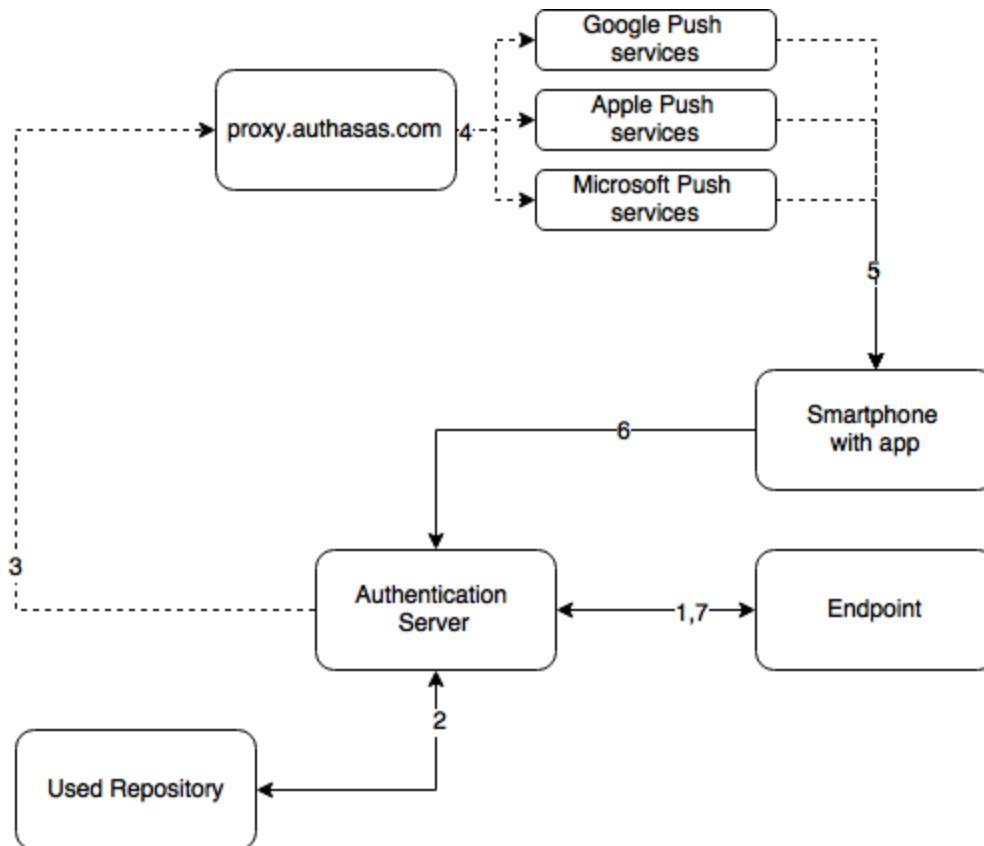 Google Push
services
proxy.authasas.com
4
Apple Push
services
Microsoft Push
services
5
Smartphone
with app
6
3
Authentication
Server
1,7
Endpoint
2
Used Repository